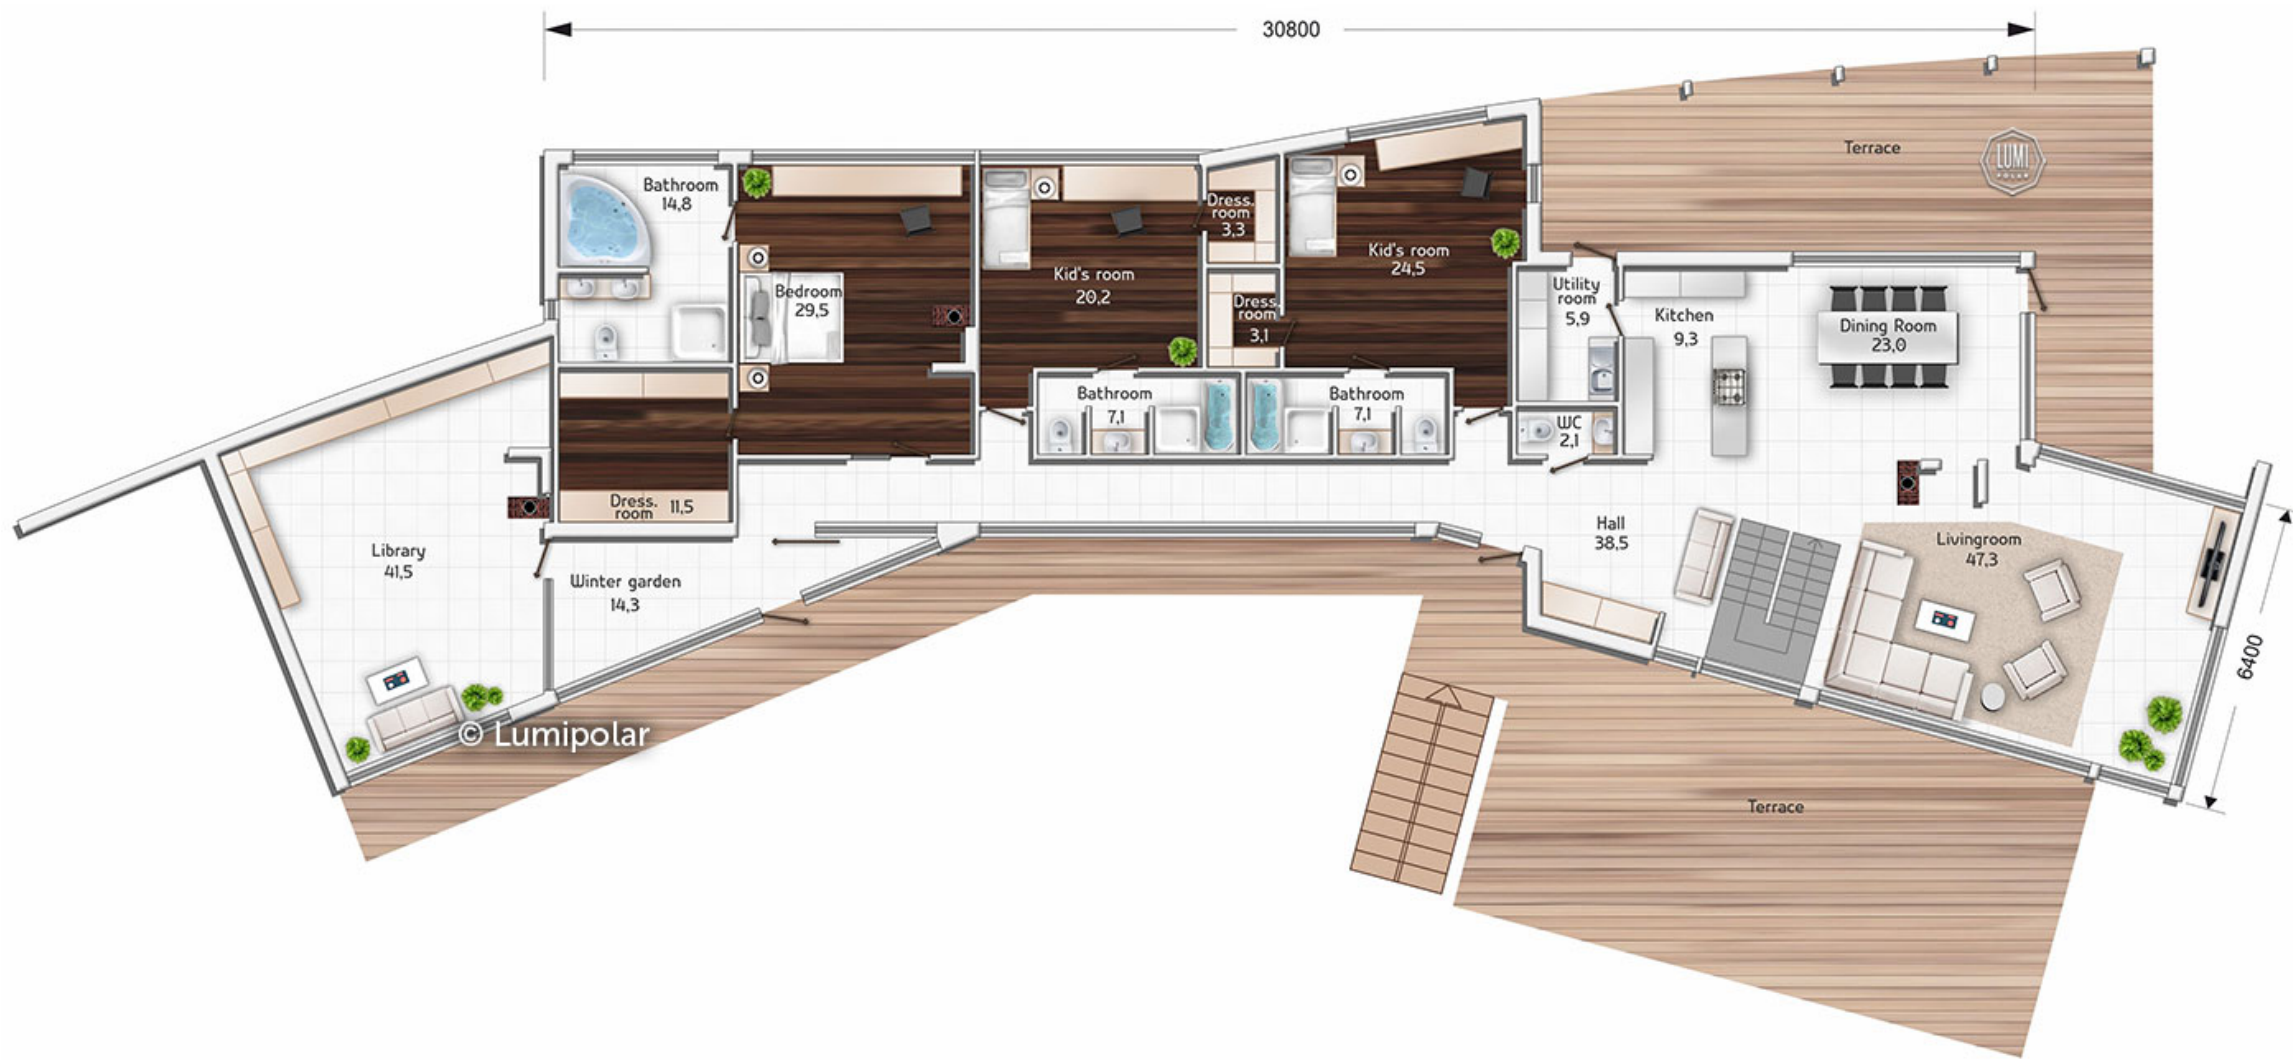 30800
Terrace
LUMI
POLAR
Bathroom
14,8
Bedroom
29,5
Kid's room
20,2
Dress.
room
3,3
Dress.
room
3,1
Kid's room
24,5
Utility
room
5,9
Kitchen
9,3
Dining Room
23,0
Bathroom
7,1
Bathroom
7,1
WC
2,1
Dress.
room 11,5
Library
41,5
Winter garden
14,3
Hall
38,5
Livingroom
47,3
6400
© Lumipolar
Terrace